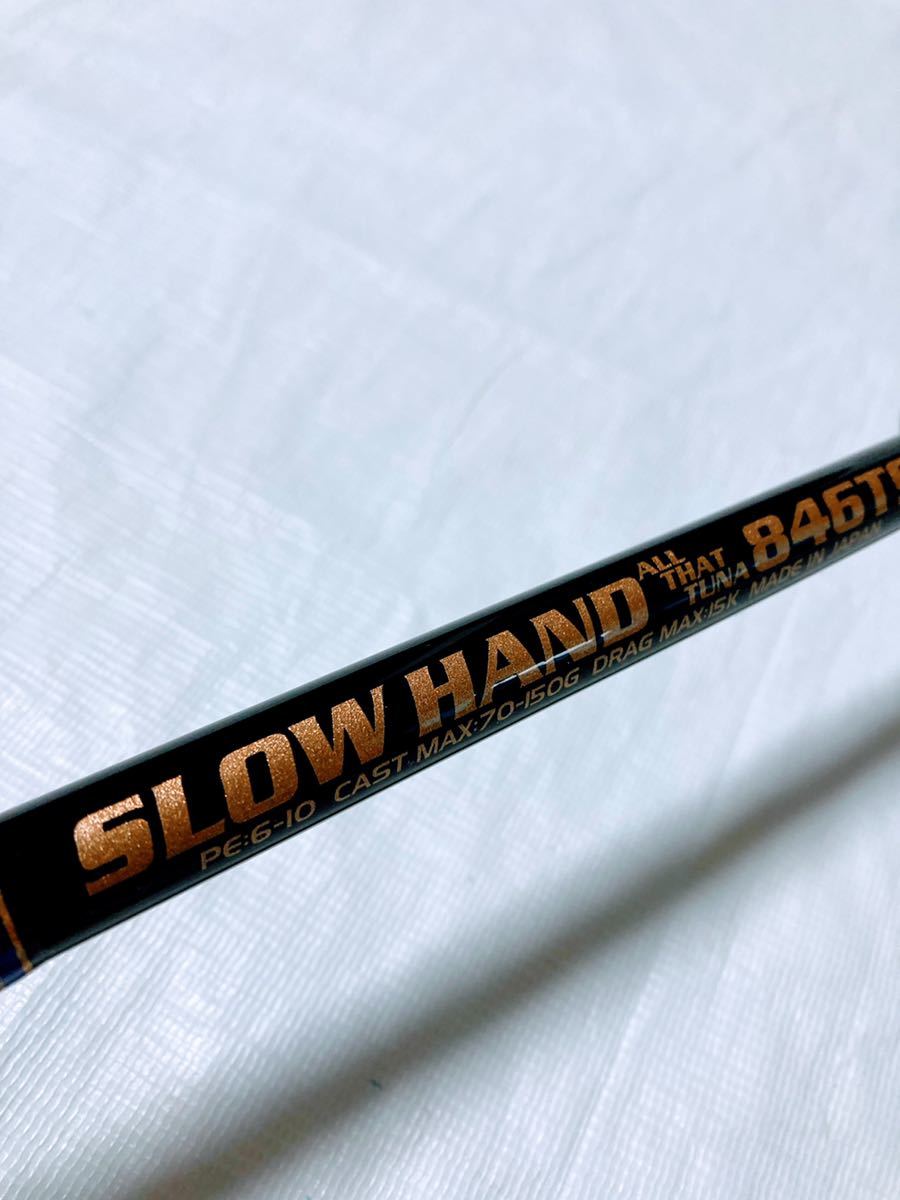 SLOW HAND ALL THAT TUNA 846T
PE:6-10 CAST MAX:70-150G DRAG MAX:15K MADE IN JAPAN